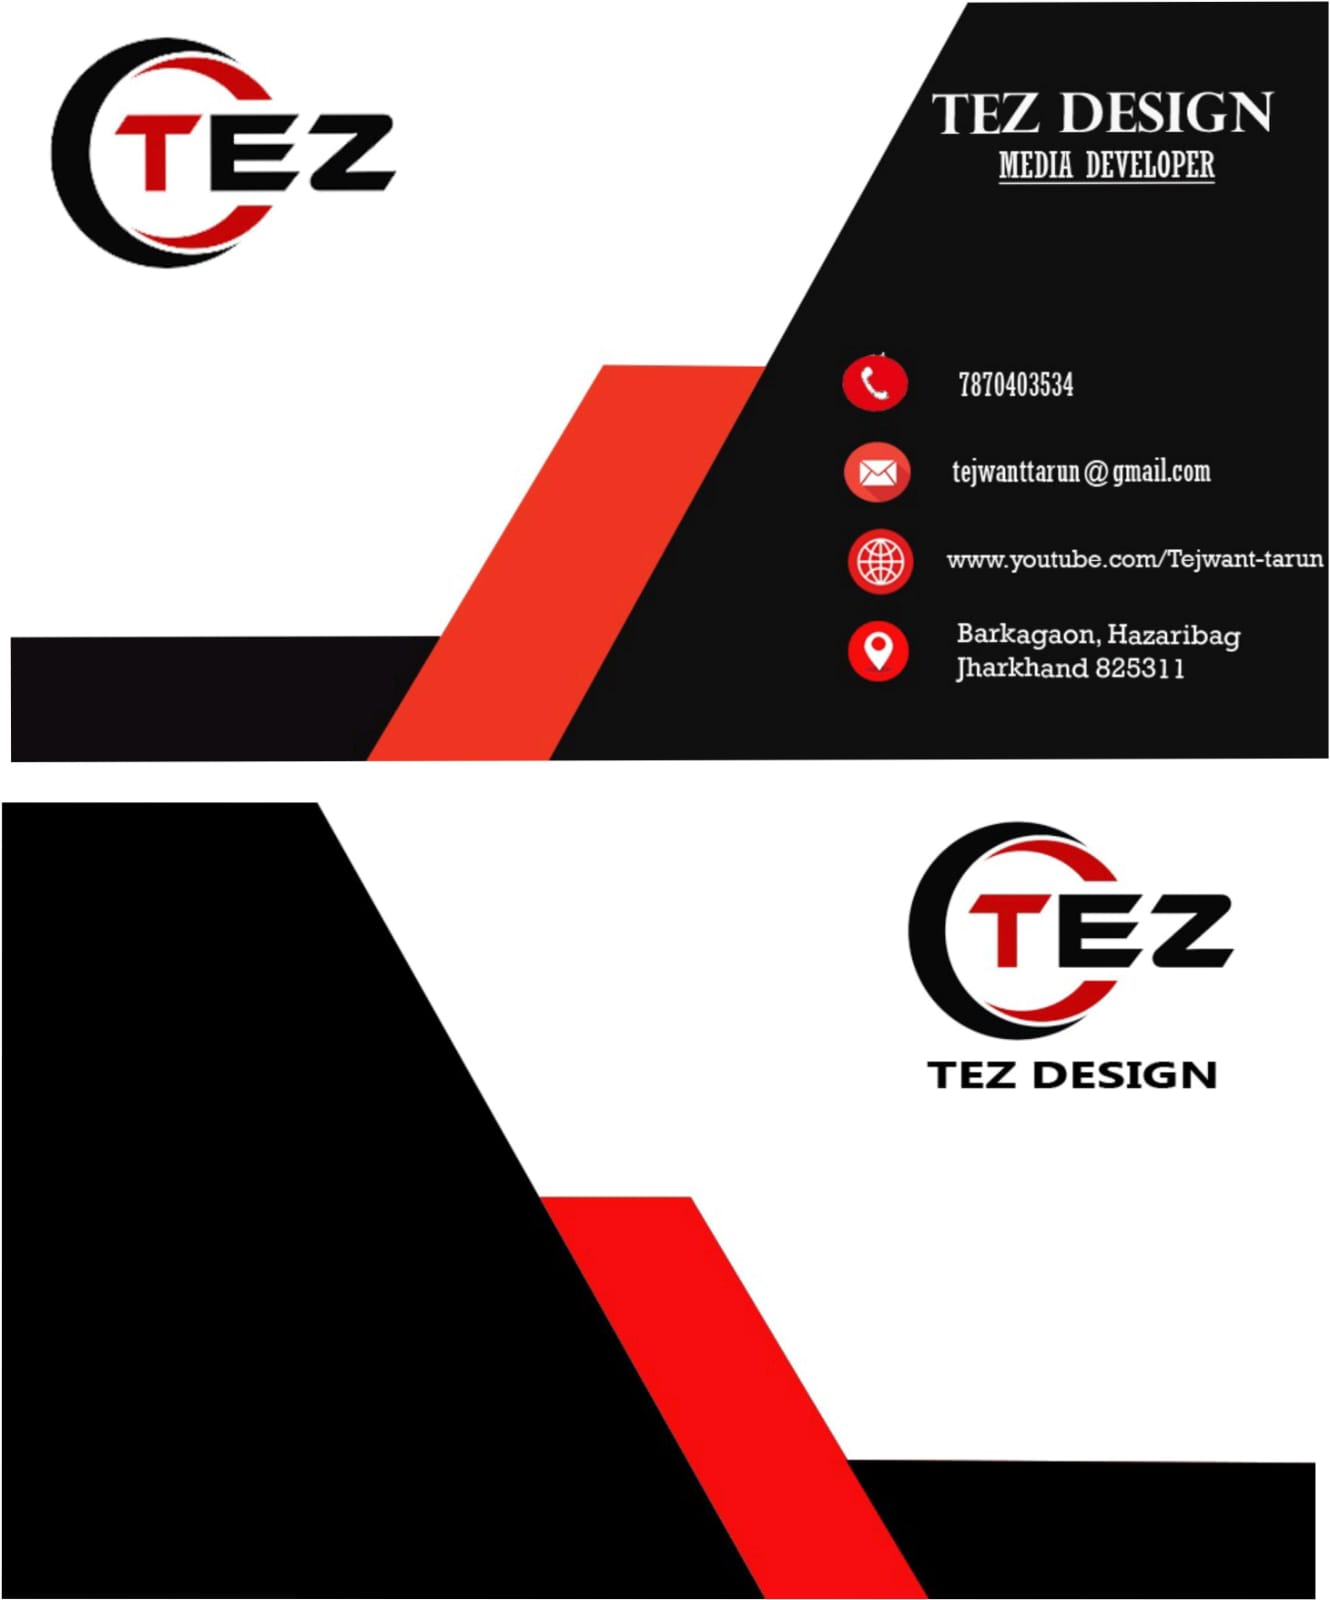 TEZ
TEZ DESIGN
MEDIA DEVELOPER
7870403534
tejwanttarun@gmail.com
www.youtube.com/Tejwant-tarun
Barkagaon, Hazaribag
Jharkhand 825311
TEZ
TEZ DESIGN